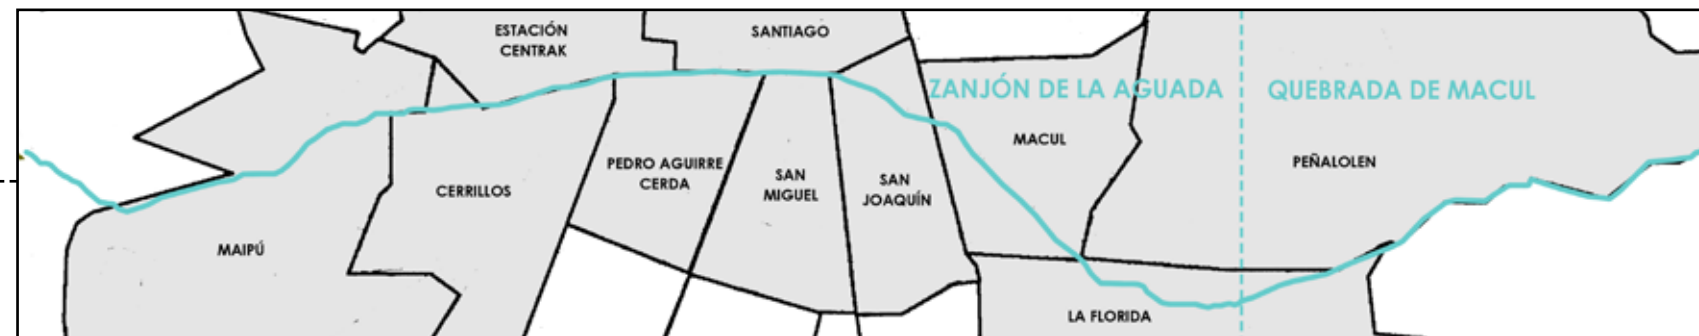 ESTACIÓN
CENTRAK
SANTIAGO
ZANJÓN DE LA AGUADA
QUEBRADA DE MACUL
MACUL
PEÑALOLEN
PEDRO AGUIRRE
CERDA
SAN
MIGUEL
SAN
JOAQUÍN
CERRILLOS
MAIPÚ
LA FLORIDA